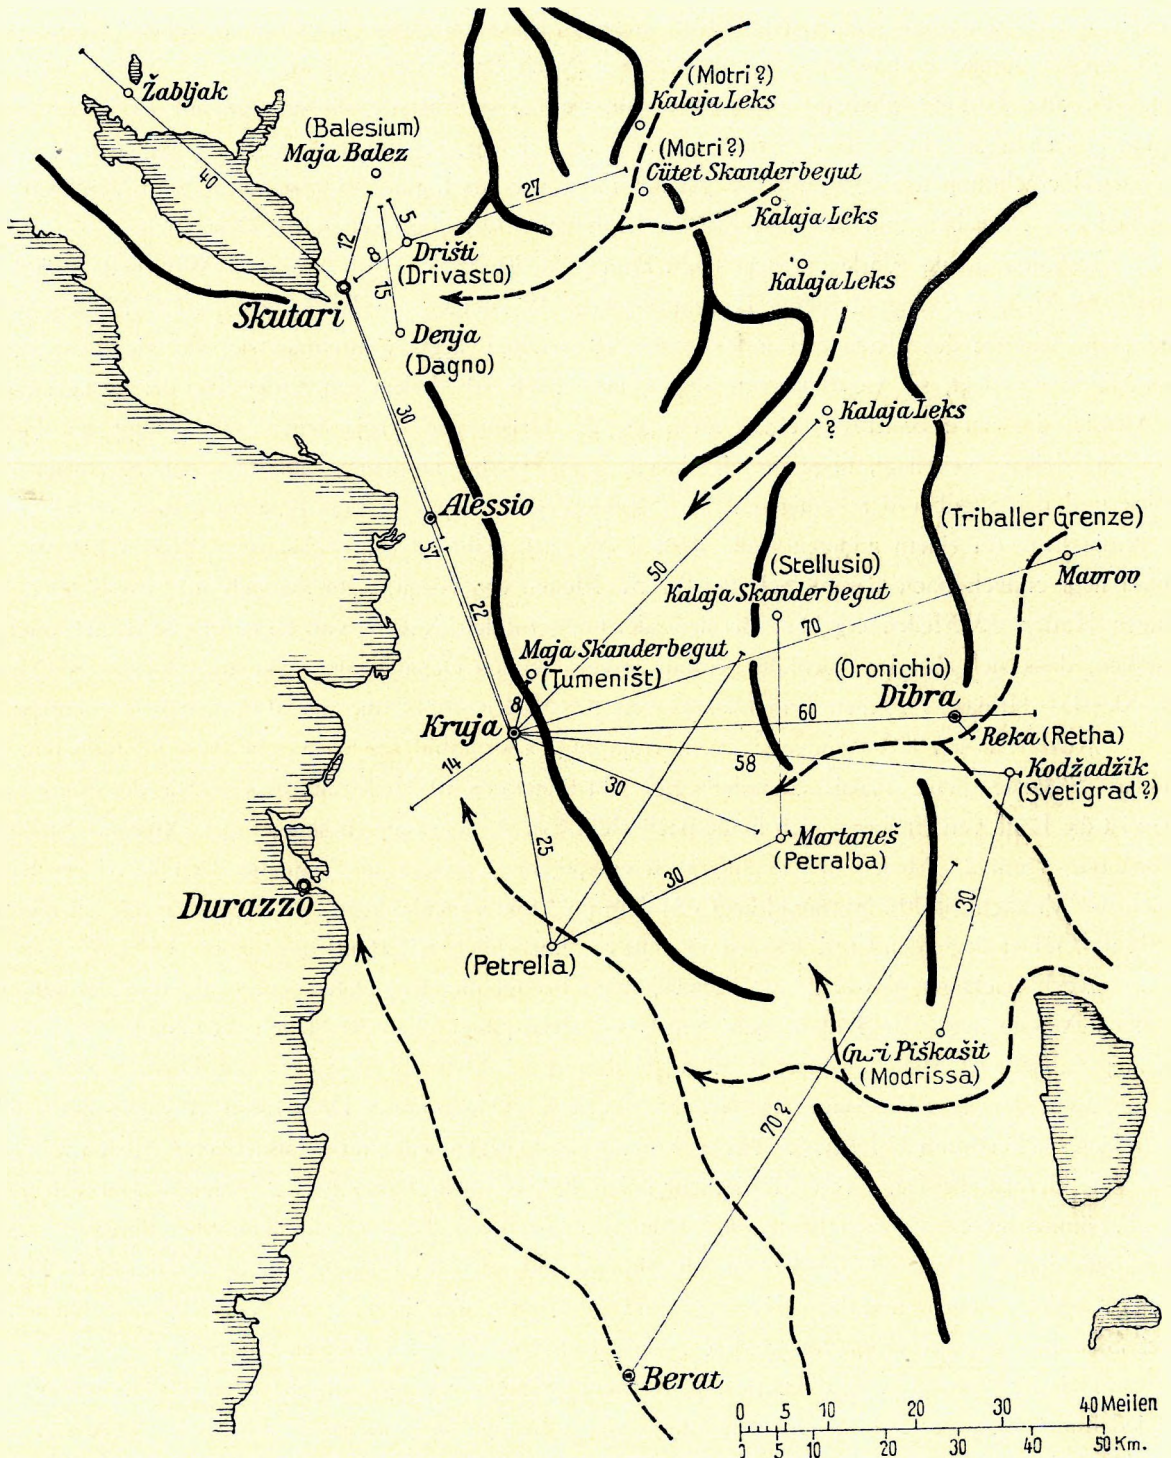 Žabljak
(Balesium)
Maja Balez
(Motri?)
Kalaja Leks
(Motri?)
Cütet Skanderbegut
Kalaja Leks
40
12
5
27
8
15
Drišti
(Drivasto)
Kalaja Leks
Skutari
Denja
(Dagno)
30
Kalaja Leks
?
Alessio
57
22
50
(Triballer Grenze)
Mavrov
(Stellusio)
Kalaja Skanderbegut
70
Maja Skanderbegut
(Tumeništ)
8
(Oronichio)
Dibra
Kruja
60
Reka (Retha)
14
58
Kodžadžik
(Svetigrad?)
30
25
Martaneš
(Petralba)
30
30
Durazzo
(Petrella)
Guri Piškašit
(Modrissa)
70?
Berat
0 5 10 20 30 40 Meilen
0 5 10 20 30 40 50 Km.